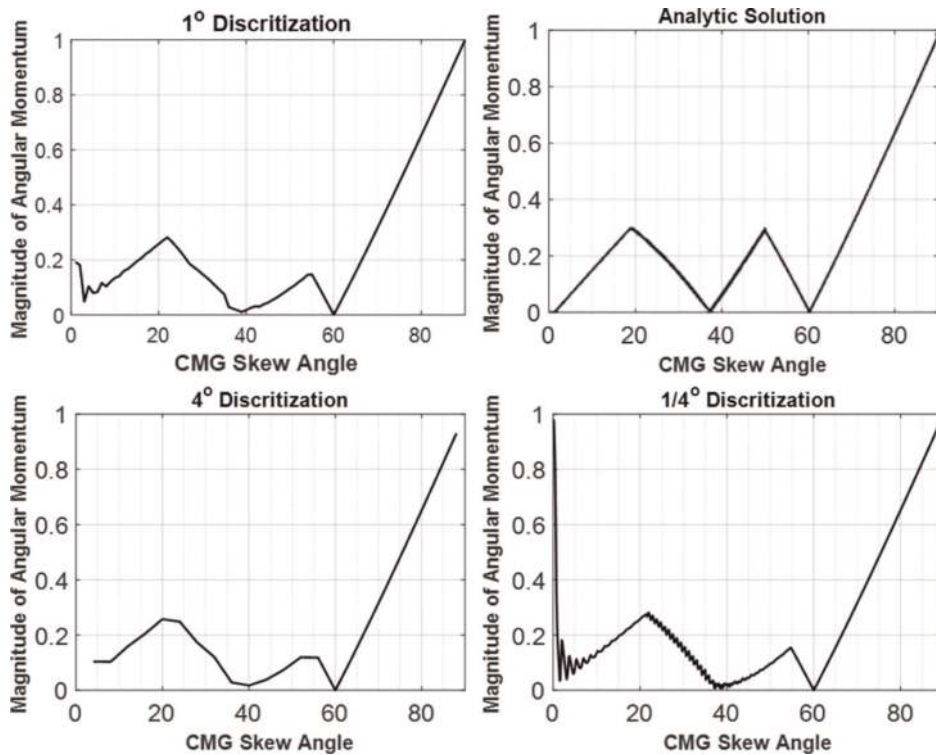 1° Discritization
Magnitude of Angular Momentum
1
0.8
0.6
0.4
0.2
0
0 20 40 60 80
CMG Skew Angle
Analytic Solution
Magnitude of Angular Momentum
1
0.8
0.6
0.4
0.2
0
0 20 40 60 80
CMG Skew Angle
4° Discritization
Magnitude of Angular Momentum
1
0.8
0.6
0.4
0.2
0
0 20 40 60 80
CMG Skew Angle
1/4° Discritization
Magnitude of Angular Momentum
1
0.8
0.6
0.4
0.2
0
0 20 40 60 80
CMG Skew Angle